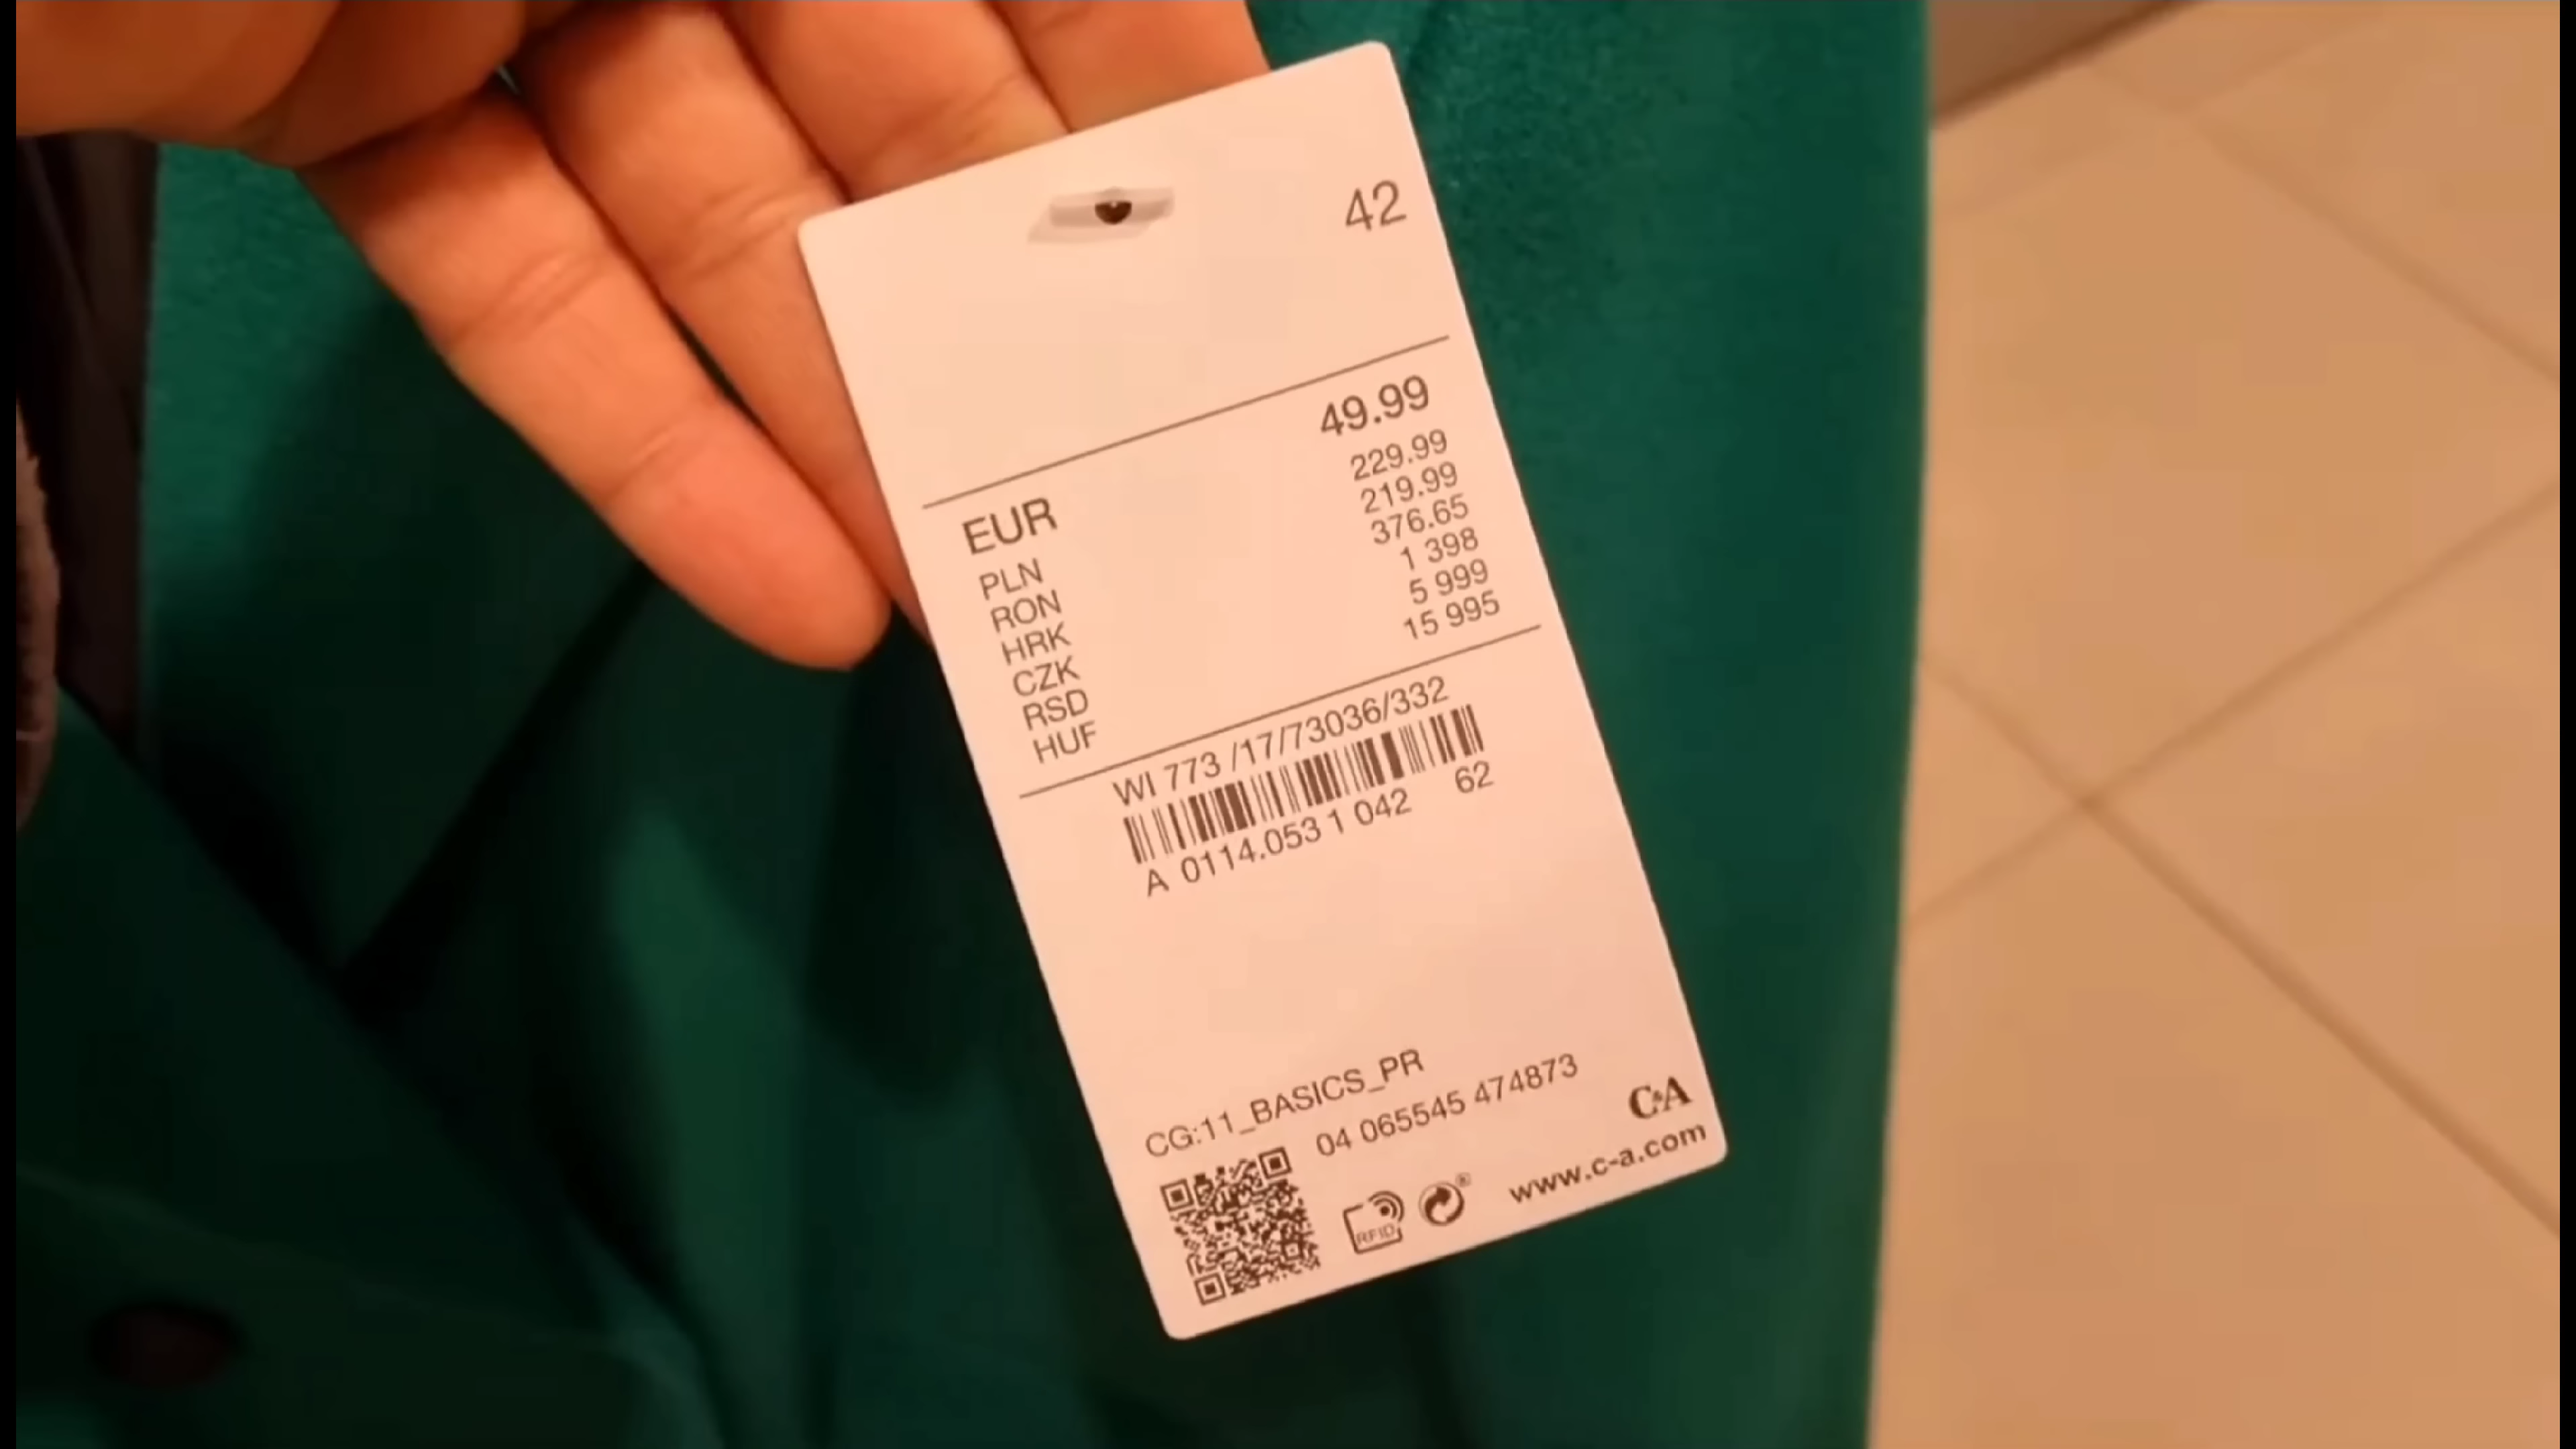 42
EUR 49.99
PLN 229.99
RON 219.99
HRK 376.65
CZK 1 398
RSD 5 999
HUF 15 995
WI 773 /17/73036/332
A 0114.053 1 042 62
CG:11_BASICS_PR
04 065545 474873
C&A
RFID
www.c-a.com